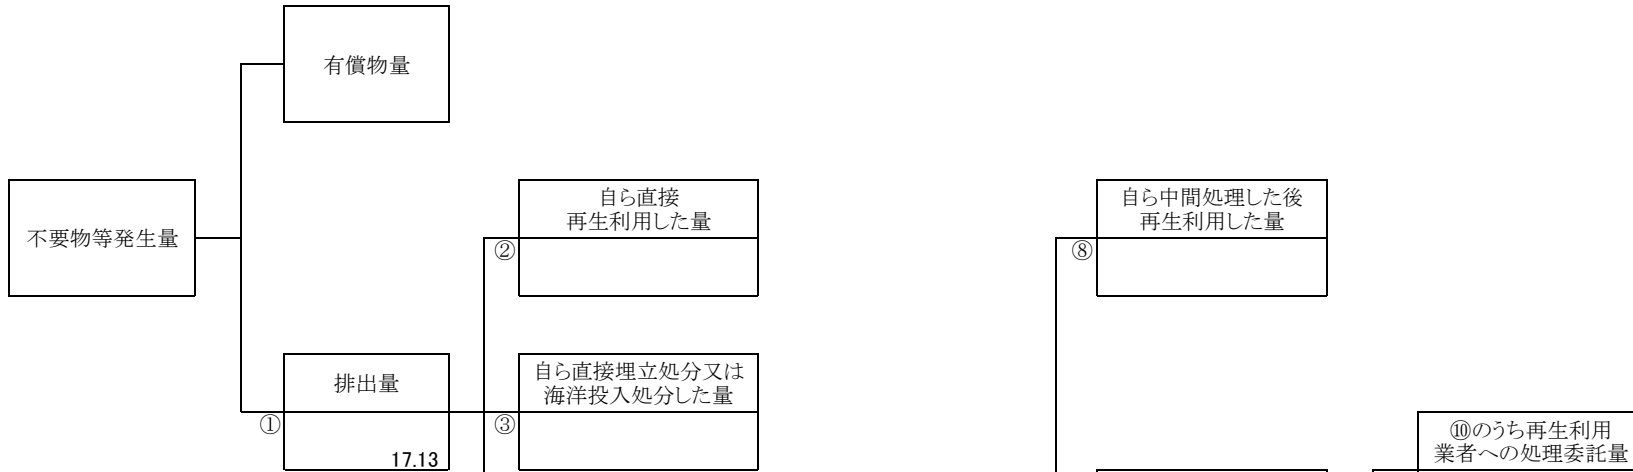 有償物量
不要物等発生量
自ら直接
再生利用した量
②
自ら中間処理した後
再生利用した量
⑧
排出量
①
17.13
自ら直接埋立処分又は
海洋投入処分した量
③
⑩のうち再生利用
業者への処理委託量